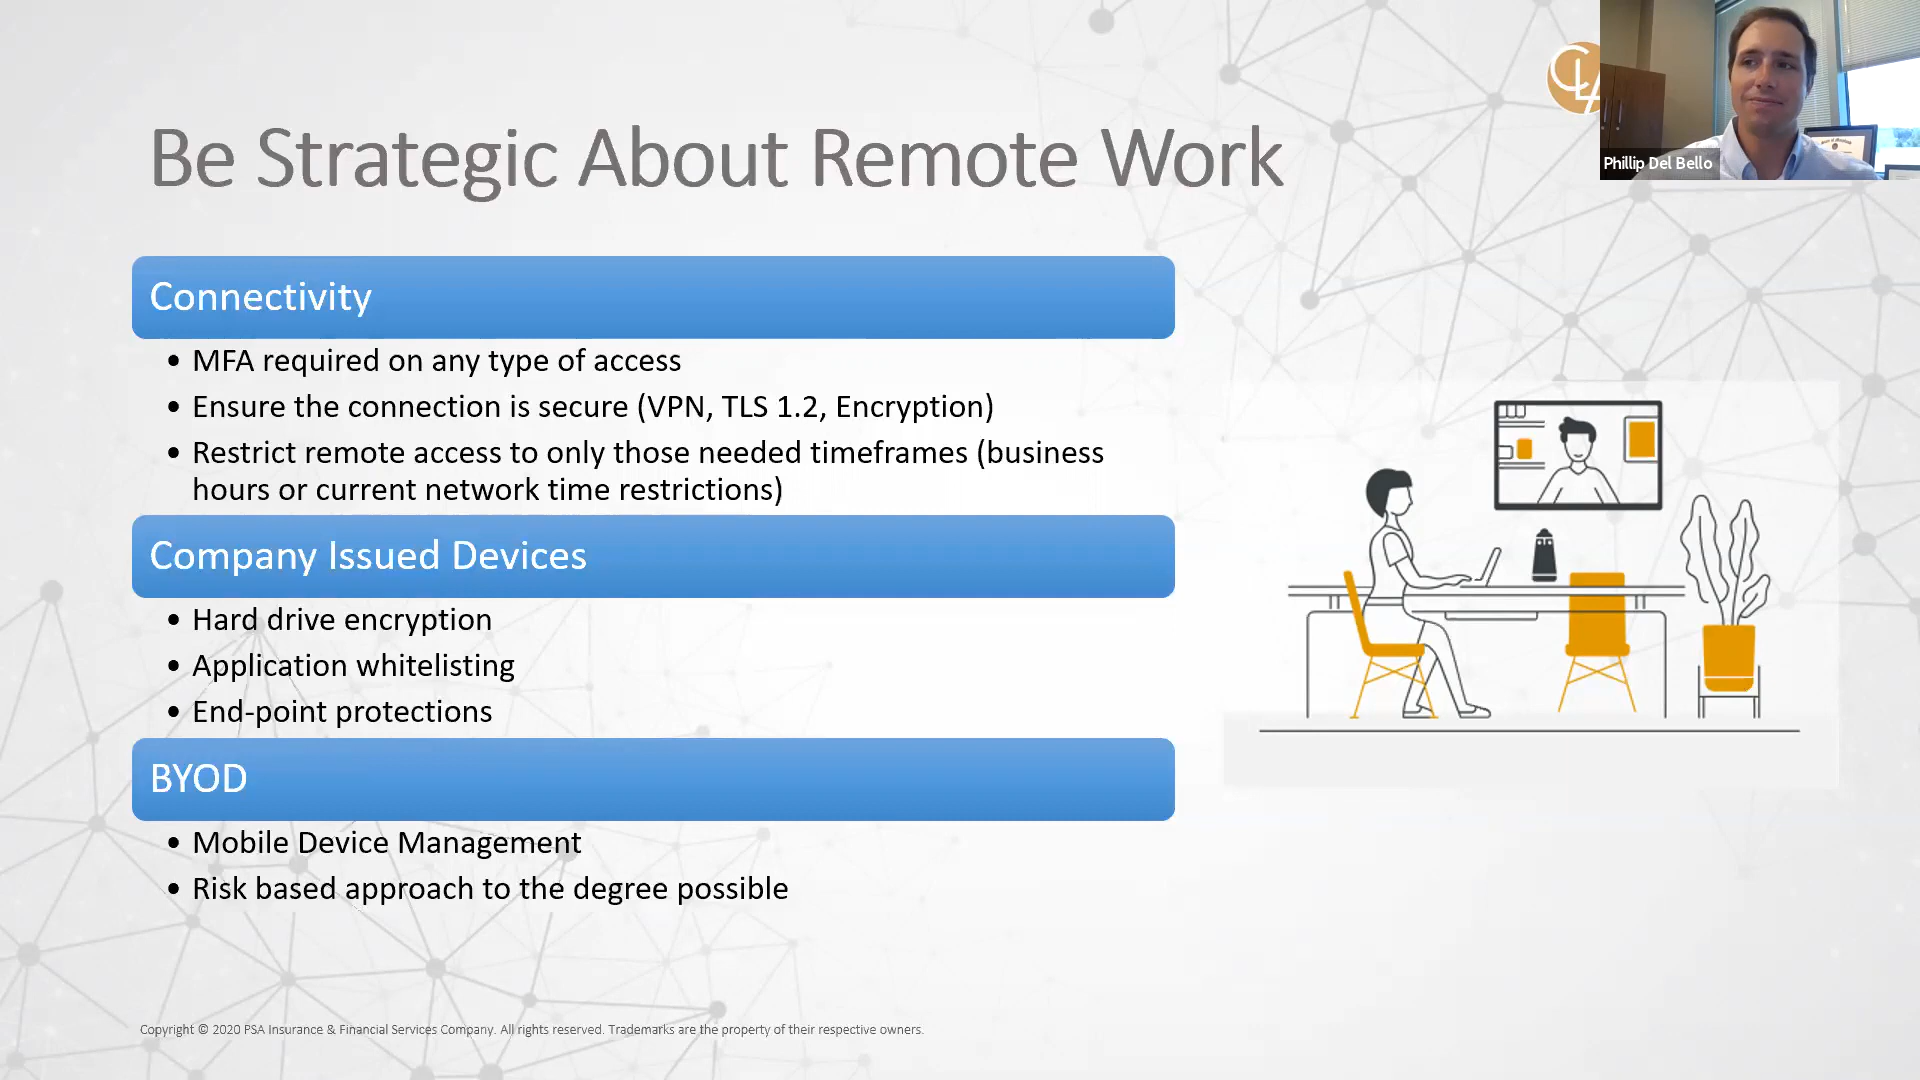 Be Strategic About Remote Work
CLA
Phillip Del Bello
Connectivity
• MFA required on any type of access
• Ensure the connection is secure (VPN, TLS 1.2, Encryption)
• Restrict remote access to only those needed timeframes (business
hours or current network time restrictions)
Company Issued Devices
• Hard drive encryption
• Application whitelisting
• End-point protections
BYOD
• Mobile Device Management
• Risk based approach to the degree possible
Copyright © 2020 PSA Insurance & Financial Services Company. All rights reserved. Trademarks are the property of their respective owners.